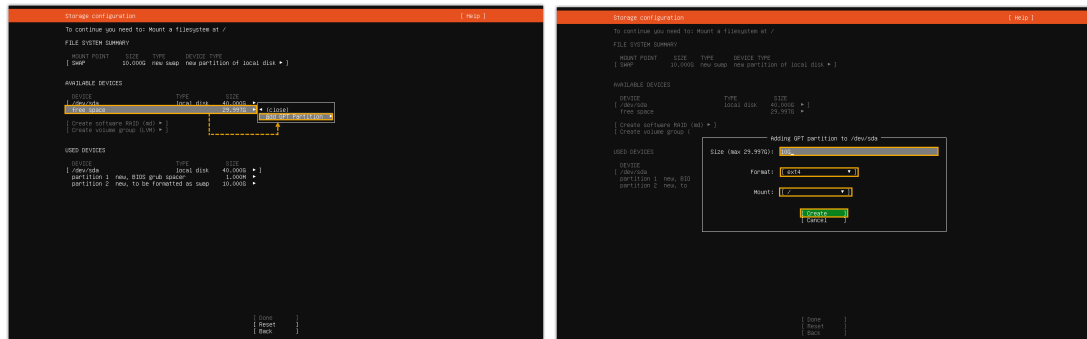 Storage configuration [ Help ]
To continue you need to: Mount a filesystem at /
FILE SYSTEM SUMMARY
MOUNT POINT SIZE TYPE DEVICE TYPE
[ SWAP 10.000G new swap new partition of local disk ▸ ]
AVAILABLE DEVICES
DEVICE TYPE SIZE
[ /dev/sda local disk 40.000G ▸ ]
free space 29.997G ▸
◂ (close)
Add GPT Partition
[ Create software RAID (md) ▸ ]
[ Create volume group (LVM) ▸ ]
USED DEVICES
DEVICE TYPE SIZE
[ /dev/sda local disk 40.000G ▸ ]
partition 1 new, BIOS grub spacer 1.000M ▸
partition 2 new, to be formatted as swap 10.000G ▸
[ Done ]
[ Reset ]
[ Back ]
Storage configuration [ Help ]
To continue you need to: Mount a filesystem at /
FILE SYSTEM SUMMARY
MOUNT POINT SIZE TYPE DEVICE TYPE
[ SWAP 10.000G new swap new partition of local disk ▸ ]
AVAILABLE DEVICES
DEVICE TYPE SIZE
[ /dev/sda local disk 40.000G ▸ ]
free space 29.997G ▸
[ Create software RAID (md) ▸ ]
[ Create volume group (
USED DEVICES
DEVICE
[ /dev/sda
partition 1 new, BIO
partition 2 new, to
Adding GPT partition to /dev/sda
Size (max 29.997G): 10G_
Format: [ ext4 ▾ ]
Mount: [ / ▾ ]
[ Create ]
[ Cancel ]
[ Done ]
[ Reset ]
[ Back ]